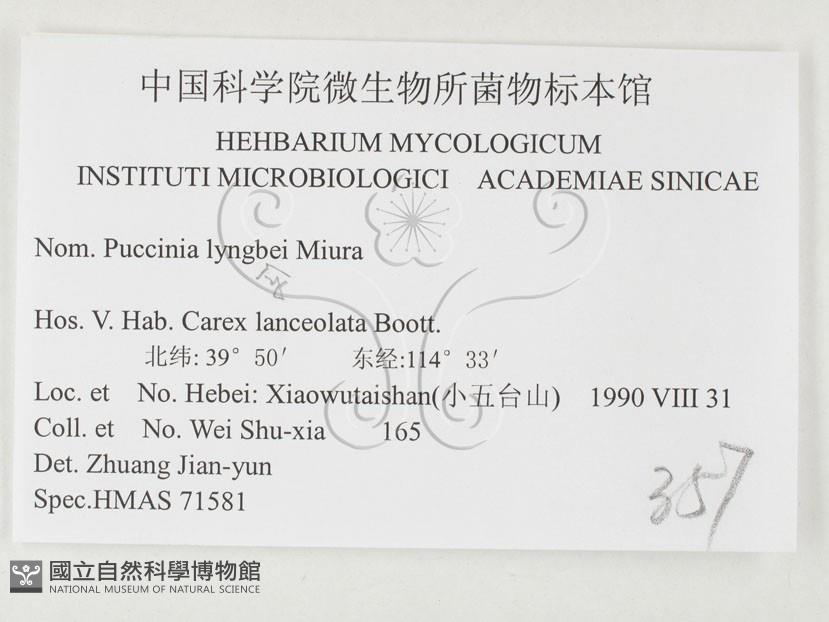 中国科学院微生物所菌物标本馆
HEHBARIUM MYCOLOGICUM
INSTITUTI MICROBIOLOGICI ACADEMIAE SINICAE
Nom. Puccinia lyngbei Miura
Hos. V. Hab. Carex lanceolata Boott.
北纬: 39° 50′ 东经:114° 33′
Loc. et No. Hebei: Xiaowutaishan(小五台山) 1990 VIII 31
Coll. et No. Wei Shu-xia 165
Det. Zhuang Jian-yun
Spec.HMAS 71581
357
國立自然科學博物館
NATIONAL MUSEUM OF NATURAL SCIENCE